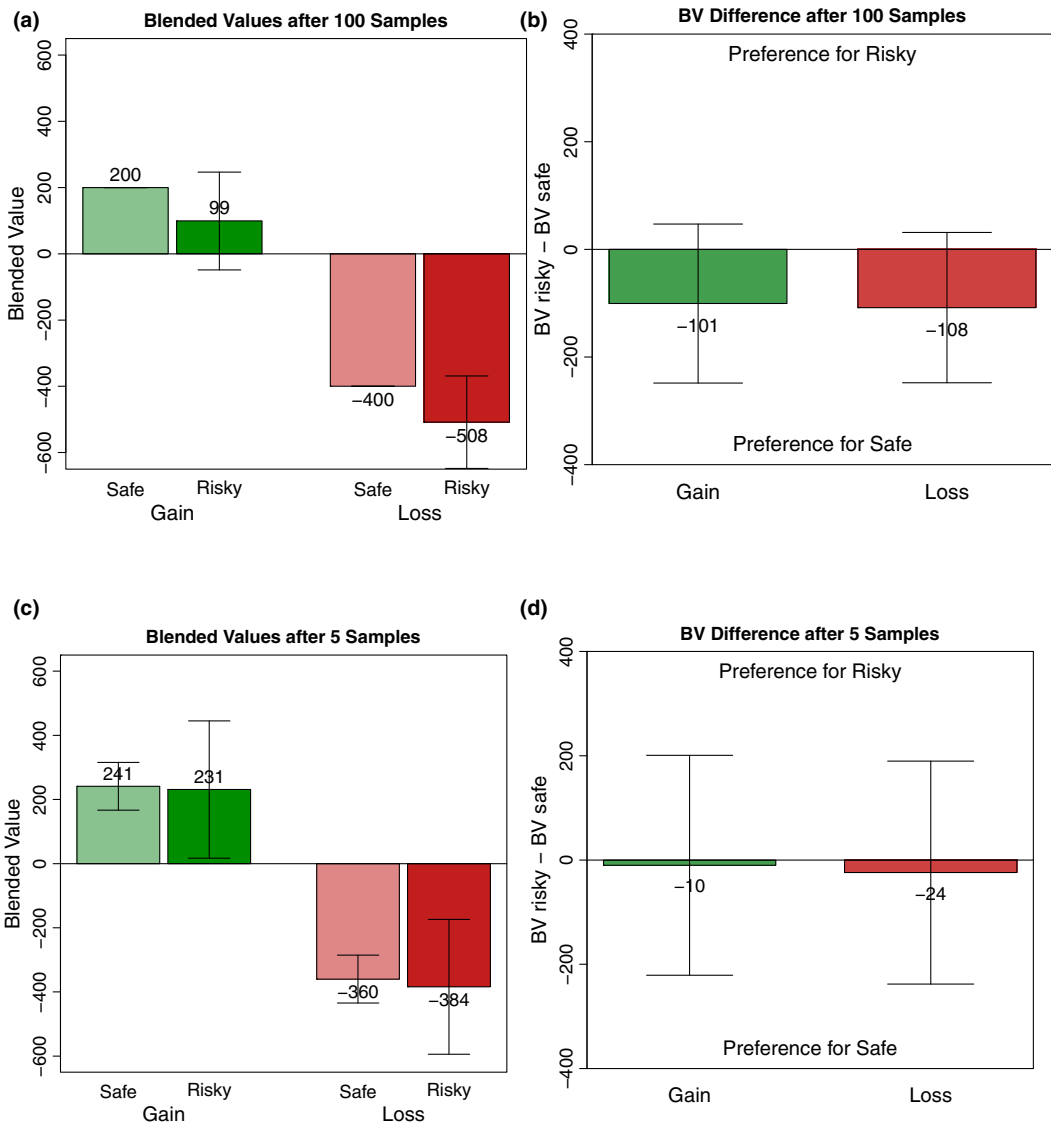 (a)
Blended Values after 100 Samples
Blended Value
600
400
200
0
−200
−400
−600
200
99
−400
−508
Safe Risky Safe Risky
Gain Loss
(b)
BV Difference after 100 Samples
BV risky − BV safe
400
200
0
−200
−400
Preference for Risky
−101
−108
Preference for Safe
Gain Loss
(c)
Blended Values after 5 Samples
Blended Value
600
400
200
0
−200
−400
−600
241
231
−360
−384
Safe Risky Safe Risky
Gain Loss
(d)
BV Difference after 5 Samples
BV risky − BV safe
400
200
0
−200
−400
Preference for Risky
−10
−24
Preference for Safe
Gain Loss